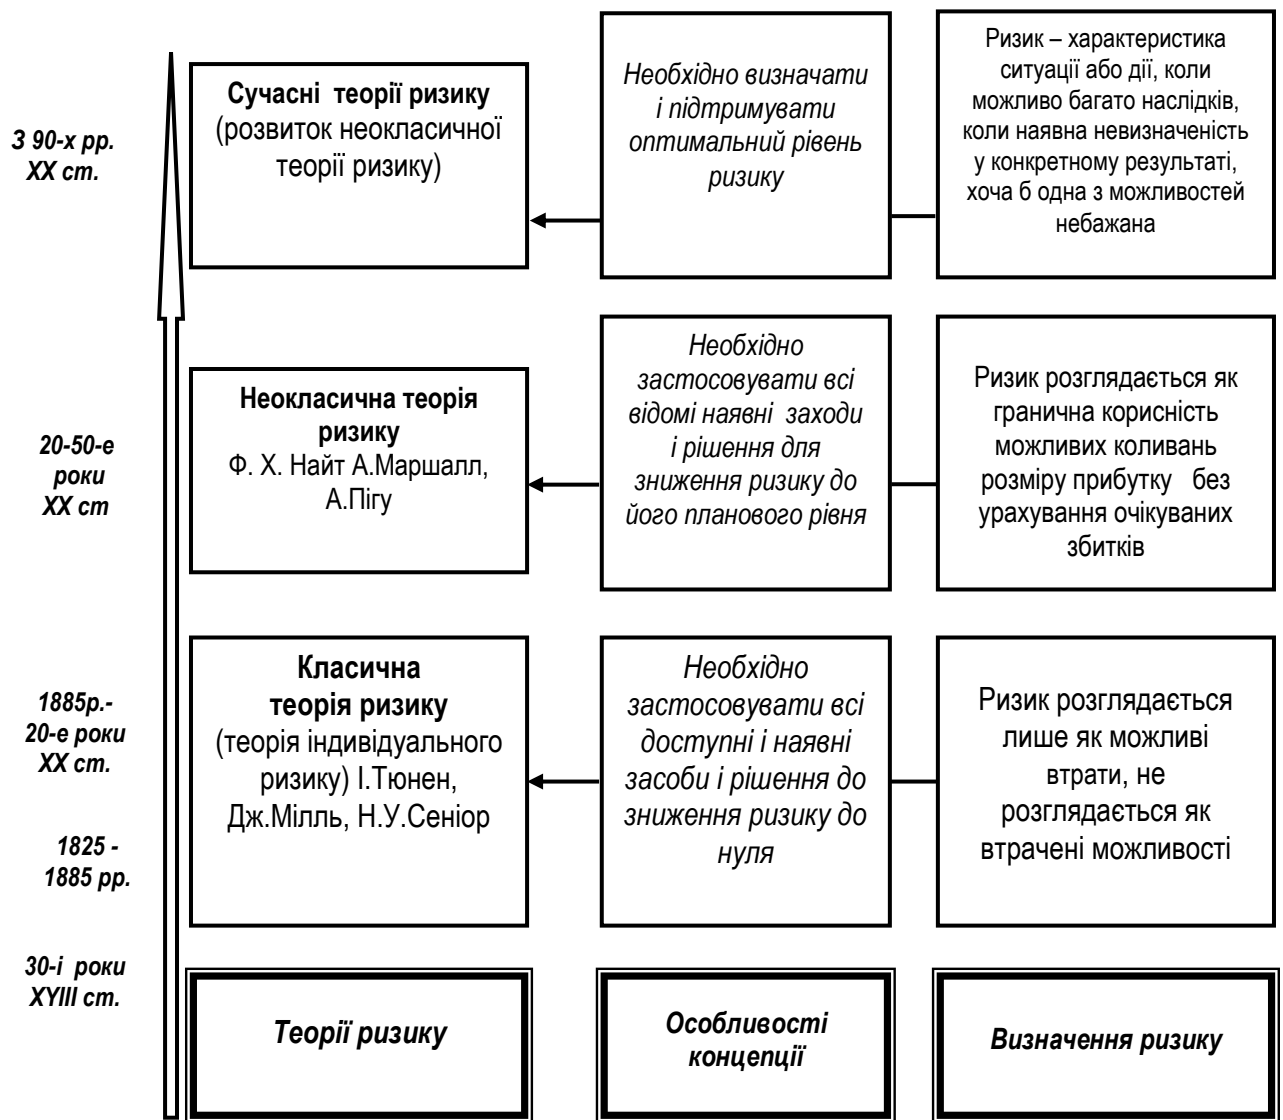 З 90-х рр.
ХХ ст.
Сучасні теорії ризику
(розвиток неокласичної
теорії ризику)
Необхідно визначати
і підтримувати
оптимальний рівень
ризику
Ризик – характеристика
ситуації або дії, коли
можливо багато наслідків,
коли наявна невизначеність
у конкретному результаті,
хоча б одна з можливостей
небажана
20-50-е
роки
ХХ ст
Неокласична теорія
ризику
Ф. Х. Найт А.Маршалл,
А.Пігу
Необхідно
застосовувати всі
відомі наявні заходи
і рішення для
зниження ризику до
його планового рівня
Ризик розглядається як
гранична корисність
можливих коливань
розміру прибутку без
урахування очікуваних
збитків
1885р.-
20-е роки
ХХ ст.
1825 -
1885 рр.
30-і роки
XYIII ст.
Класична
теорія ризику
(теорія індивідуального
ризику) І.Тюнен,
Дж.Мілль, Н.У.Сеніор
Необхідно
застосовувати всі
доступні і наявні
засоби і рішення до
зниження ризику до
нуля
Ризик розглядається
лише як можливі
втрати, не
розглядається як
втрачені можливості
Теорії ризику
Особливості
концепції
Визначення ризику